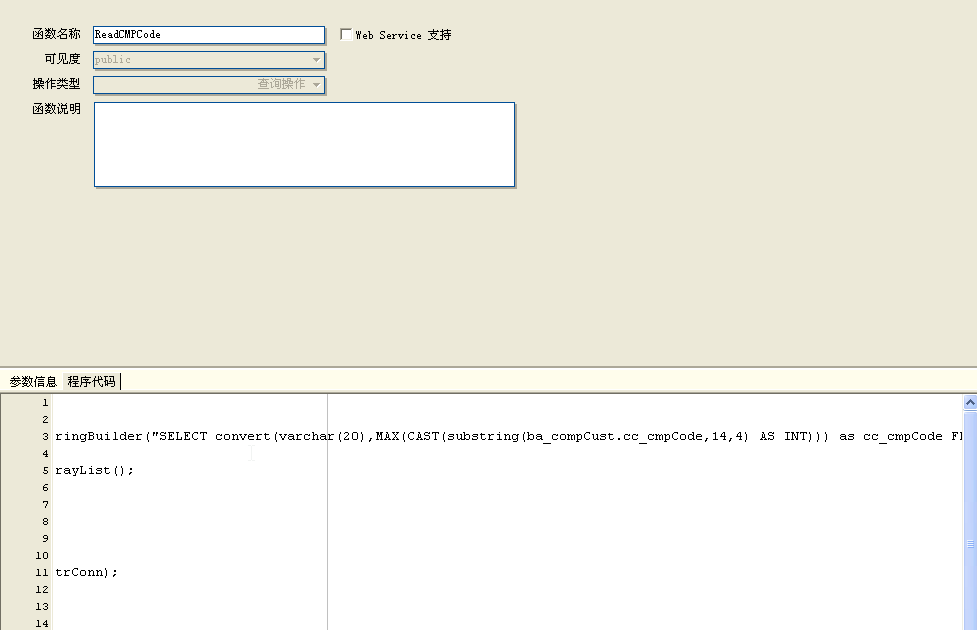 函数名称 ReadCMPCode Web Service 支持
可见度 public
操作类型 查询操作
函数说明
参数信息 程序代码
1
2
3 ringBuilder("SELECT convert(varchar(20),MAX(CAST(substring(ba_compCust.cc_cmpCode,14,4) AS INT))) as cc_cmpCode
4
5 rayList();
6
7
8
9
10
11 trConn);
12
13
14